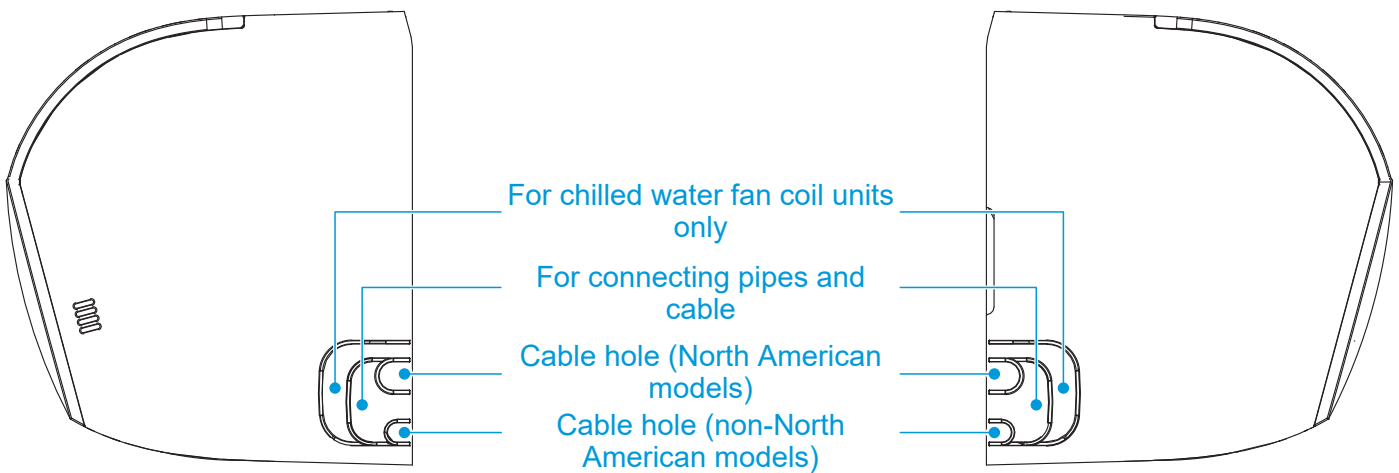 For chilled water fan coil units
only
For connecting pipes and
cable
Cable hole (North American
models)
Cable hole (non-North
American models)